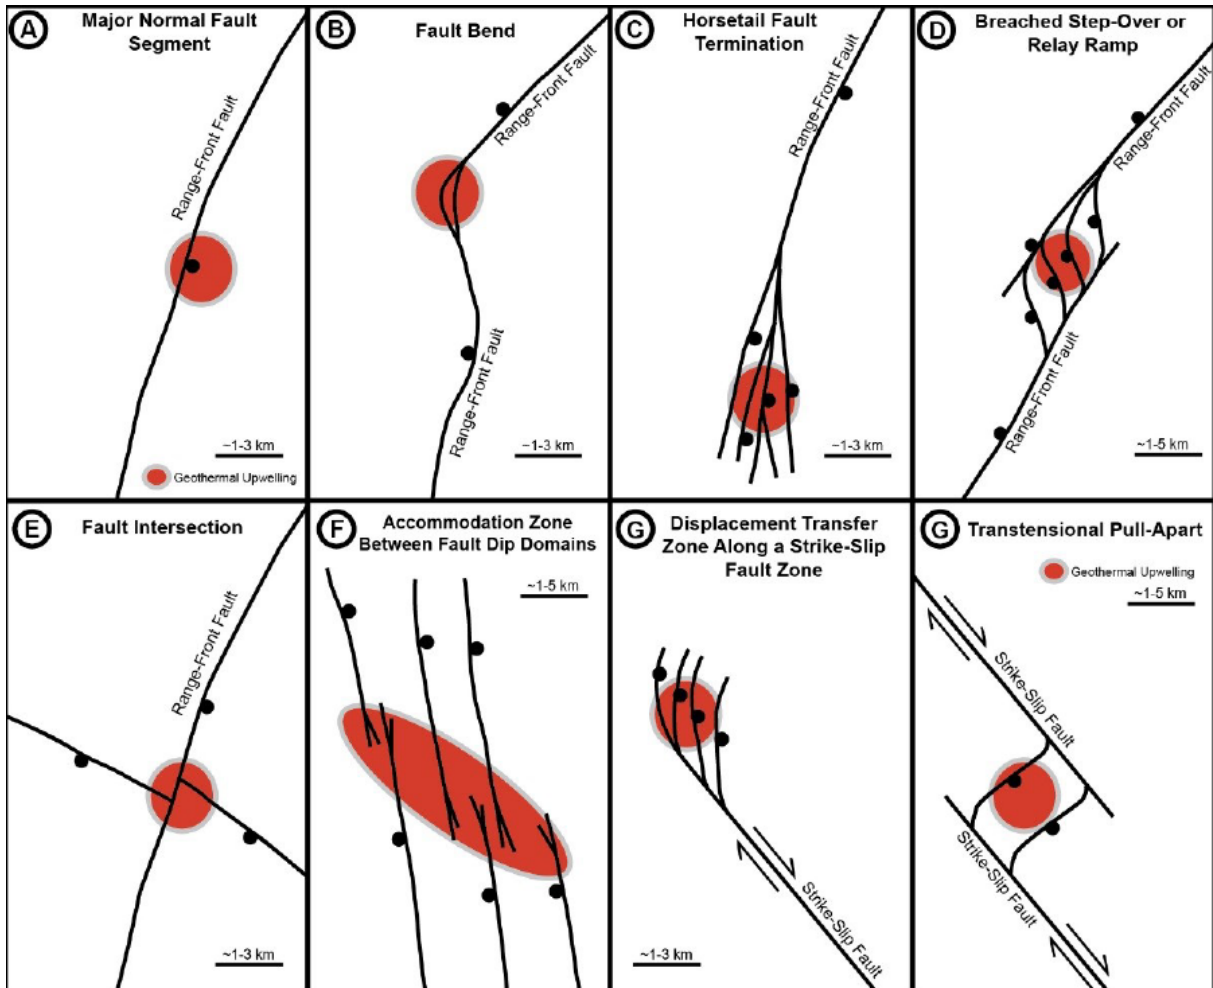 A
Major Normal Fault
Segment
Range-Front Fault
~1-3 km
Geothermal Upwelling
B
Fault Bend
Range-Front Fault
Range-Front Fault
~1-3 km
C
Horsetail Fault
Termination
Range-Front Fault
~1-3 km
D
Breached Step-Over or
Relay Ramp
Range-Front Fault
Range-Front Fault
~1-5 km
E
Fault Intersection
Range-Front Fault
~1-3 km
F
Accommodation Zone
Between Fault Dip Domains
~1-5 km
G
Displacement Transfer
Zone Along a Strike-Slip
Fault Zone
Strike-Slip Fault
~1-3 km
G
Transtensional Pull-Apart
Geothermal Upwelling
~1-5 km
Strike-Slip Fault
Strike-Slip Fault